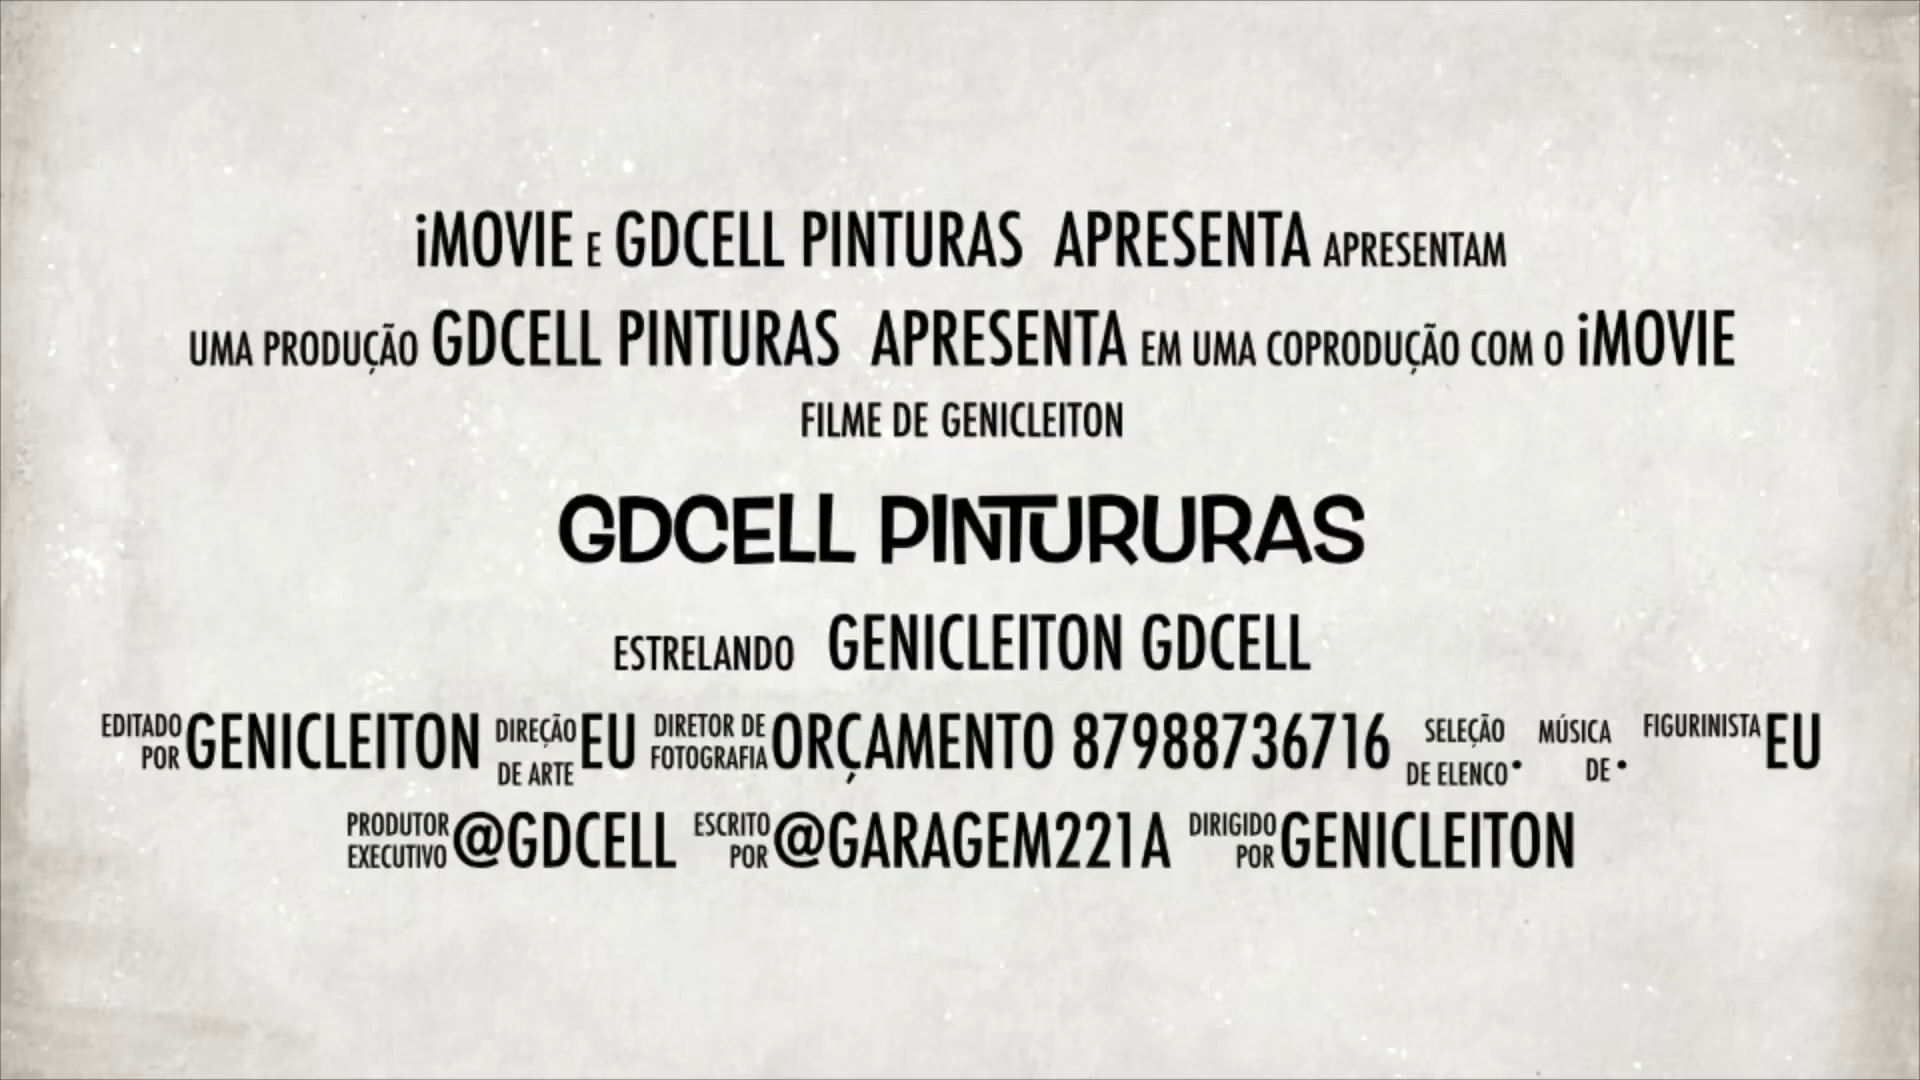 iMOVIE E GDCELL PINTURAS APRESENTA APRESENTAM
UMA PRODUÇÃO GDCELL PINTURAS APRESENTA EM UMA COPRODUÇÃO COM O iMOVIE
FILME DE GENICLEITON
GDCELL PINTURURAS
ESTRELANDO GENICLEITON GDCELL
EDITADO POR GENICLEITON DIREÇÃO DE ARTE EU DIRETOR DE FOTOGRAFIA ORÇAMENTO 87988736716 SELEÇÃO DE ELENCO . MÚSICA DE . FIGURINISTA EU
PRODUTOR EXECUTIVO @GDCELL ESCRITO POR @GARAGEM221A DIRIGIDO POR GENICLEITON